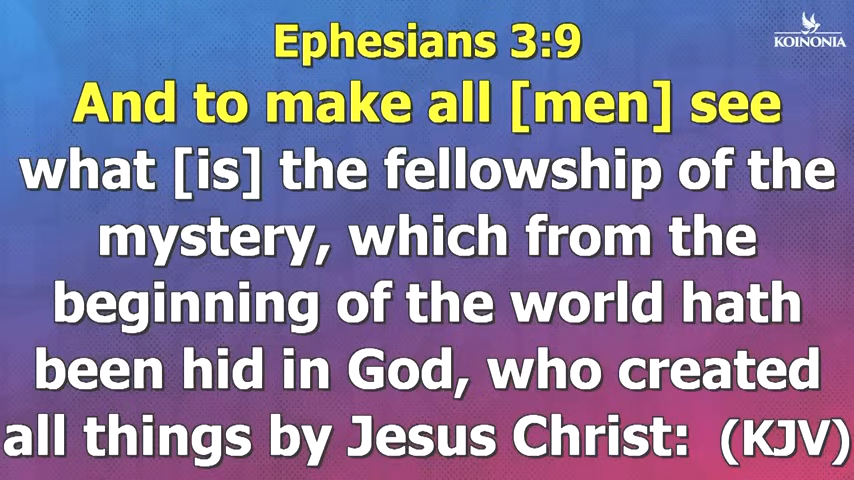 Ephesians 3:9
KOINONIA
And to make all [men] see
what [is] the fellowship of the
mystery, which from the
beginning of the world hath
been hid in God, who created
all things by Jesus Christ: (KJV)